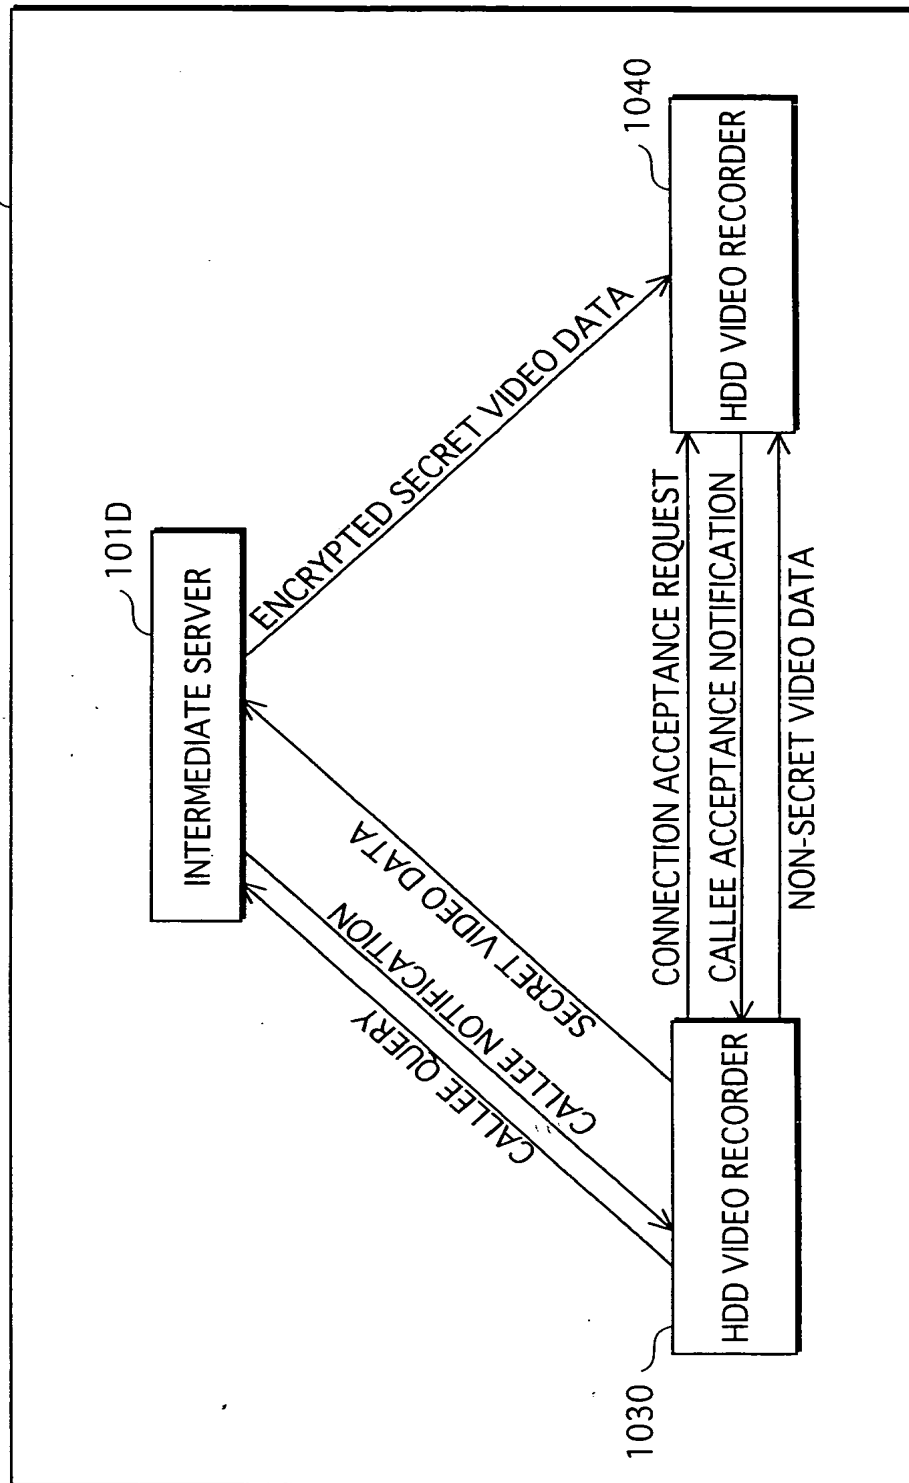 101D
INTERMEDIATE SERVER
CALLEE QUERY
CALLEE NOTIFICATION
SECRET VIDEO DATA
ENCRYPTED SECRET VIDEO DATA
1030
HDD VIDEO RECORDER
CONNECTION ACCEPTANCE REQUEST
CALLEE ACCEPTANCE NOTIFICATION
NON-SECRET VIDEO DATA
1040
HDD VIDEO RECORDER